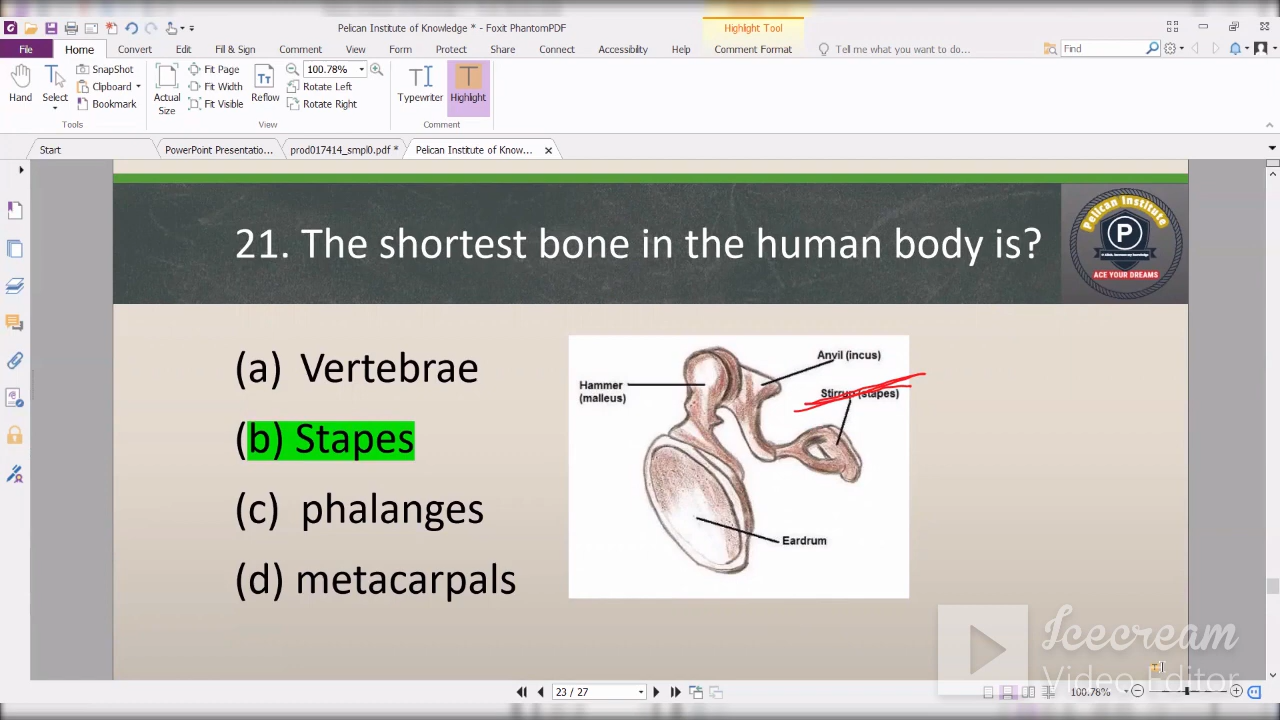 Pelican Institute of Knowledge * - Foxit PhantomPDF
Highlight Tool
File Home Convert Edit Fill & Sign Comment View Form Protect Share Connect Accessibility Help Comment Format Tell me what you want to do... Find
Hand
Select
SnapShot
Clipboard
Bookmark
Actual Size
Fit Page
Fit Width
Fit Visible
Reflow
100.78%
Rotate Left
Rotate Right
Typewriter
Highlight
Tools View Comment
Start PowerPoint Presentatio... prod017414_smpl0.pdf * Pelican Institute of Know...
21. The shortest bone in the human body is?
Pelican Institute
P
ACE YOUR DREAMS
(a) Vertebrae
(b) Stapes
(c) phalanges
(d) metacarpals
Anvil (incus)
Hammer
(malleus)
Stirrup (stapes)
Eardrum
Icecream
Video Editor
23 / 27
100.78%